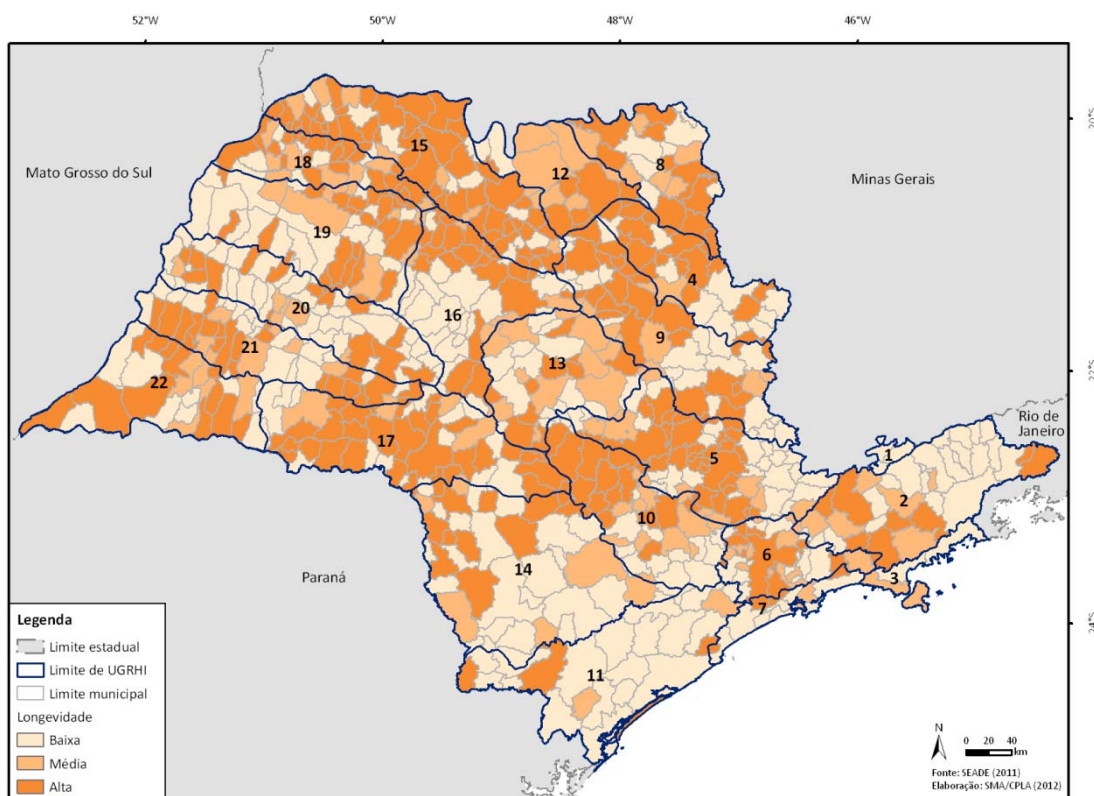 52°W 50°W 48°W 46°W
20°S
Mato Grosso do Sul
Minas Gerais
15
18
12
8
19
4
16
20
9
21
13
22°S
22
17
5
Rio de
Janeiro
1
2
10
6
14
3
Paraná
7
24°S
11
Legenda
Limite estadual
Limite de UGRHI
Limite municipal
Longevidade
Baixa
Média
Alta
N
0 20 40
km
Fonte: SEADE (2011)
Elaboração: SMA/CPLA (2012)